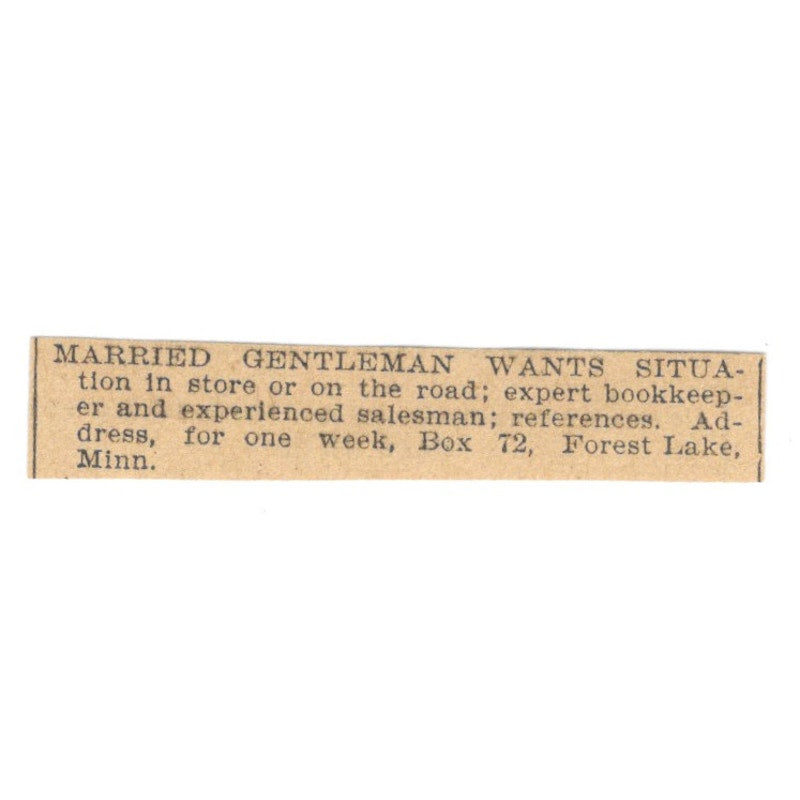 MARRIED GENTLEMAN WANTS SITUA-
tion in store or on the road; expert bookkeep-
er and experienced salesman; references. Ad-
dress, for one week, Box 72, Forest Lake,
Minn.